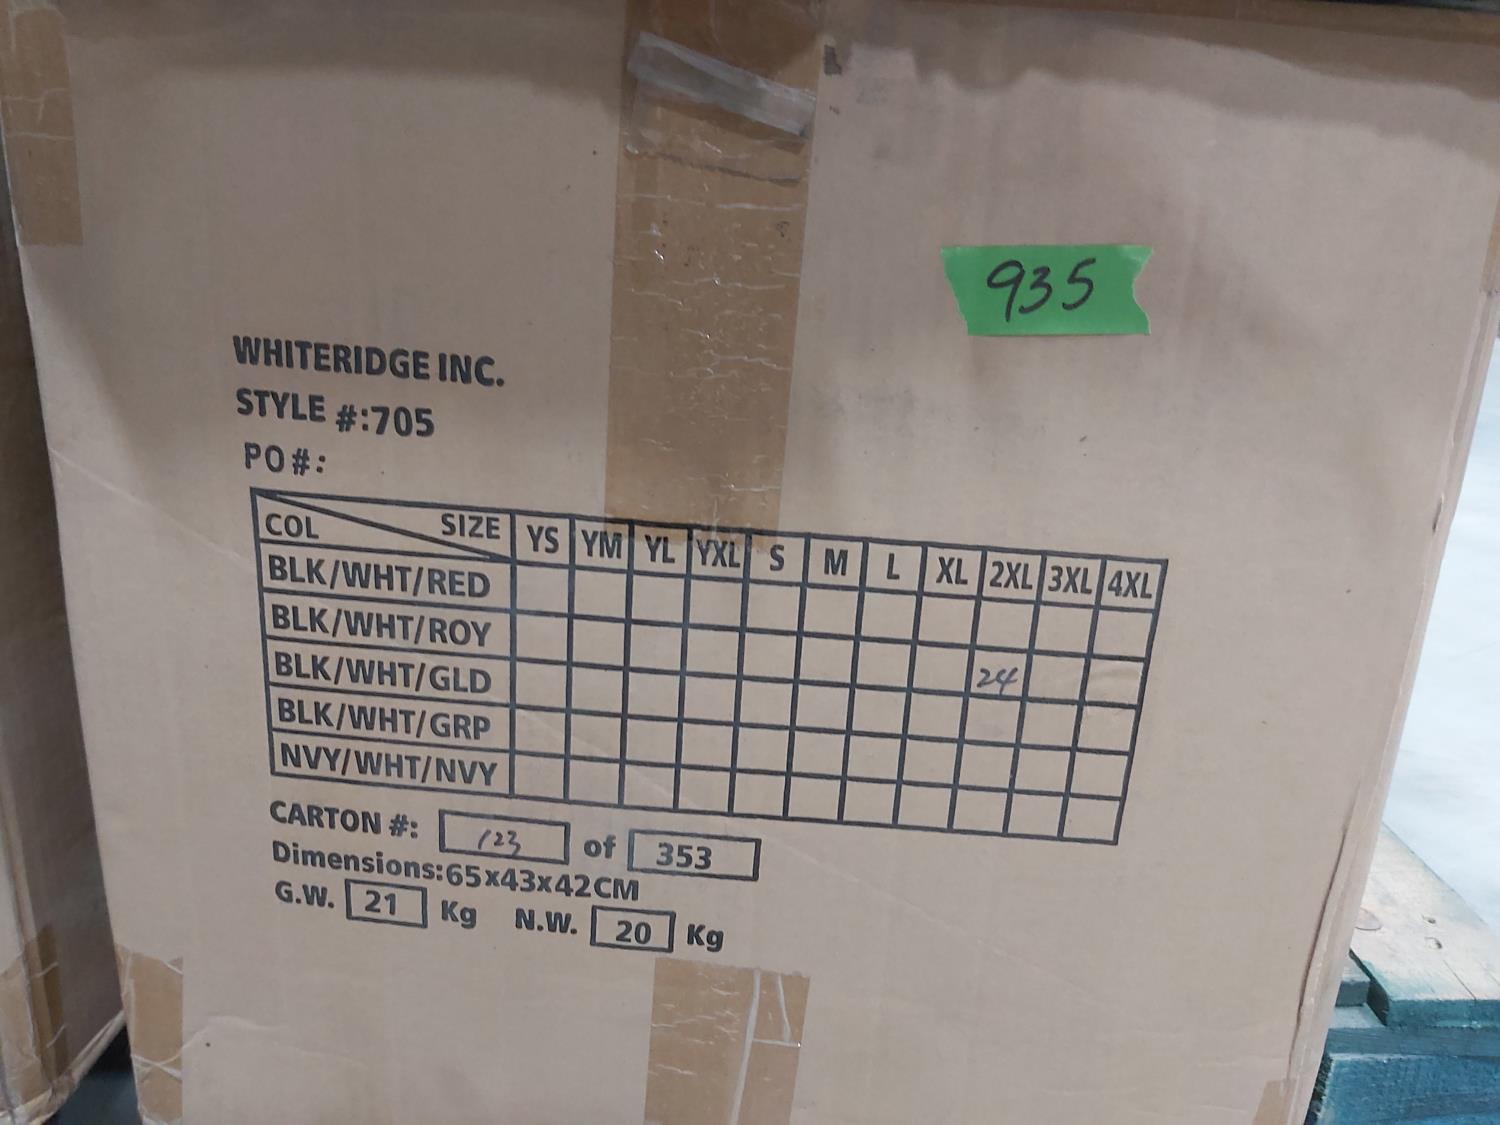 935
WHITERIDGE INC.
STYLE #:705
PO#:
COL SIZE YS YM YL YXL S M L XL 2XL 3XL 4XL
BLK/WHT/RED
BLK/WHT/ROY 24
BLK/WHT/GLD
BLK/WHT/GRP
NVY/WHT/NVY
CARTON #: 123 of 353
Dimensions:65x43x42CM
G.W. 21 Kg N.W. 20 Kg